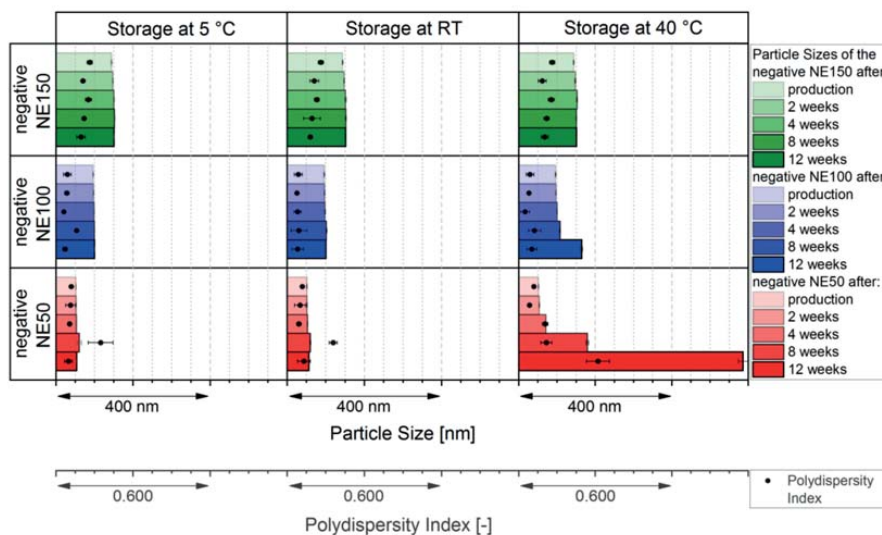 Storage at 5 °C
Storage at RT
Storage at 40 °C
negative
NE150
negative
NE100
negative
NE50
Particle Sizes of the
negative NE150 after:
production
2 weeks
4 weeks
8 weeks
12 weeks
negative NE100 after:
production
2 weeks
4 weeks
8 weeks
12 weeks
negative NE50 after:
production
2 weeks
4 weeks
8 weeks
12 weeks
400 nm
400 nm
400 nm
Particle Size [nm]
0.600
0.600
0.600
Polydispersity Index [-]
Polydispersity
Index